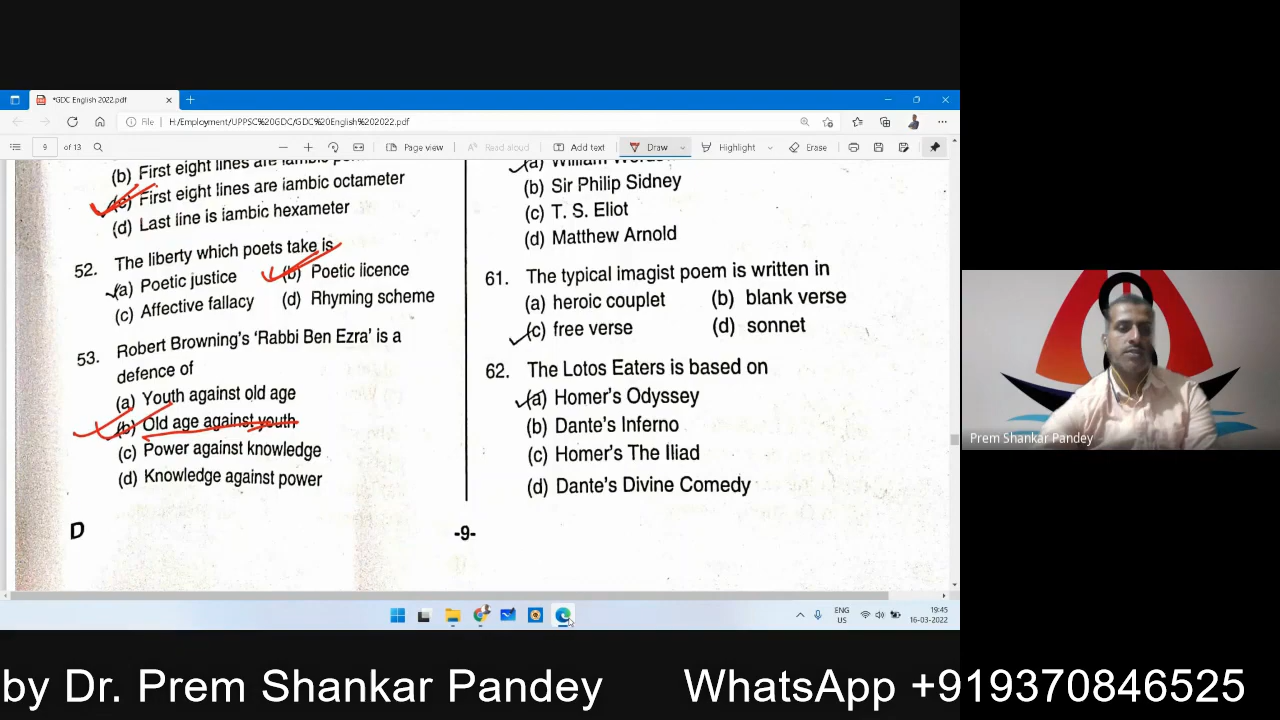 *GDC English 2022.pdf
File
H:/Employment/UPPSC%20GDC/GDC%20English%202022.pdf
9 of 13
Page view
Read aloud
Add text
Draw
Highlight
Erase
(b) First eight lines are iambic
(c) First eight lines are iambic octameter
(d) Last line is iambic hexameter
52. The liberty which poets take is
(a) Poetic justice (b) Poetic licence
(c) Affective fallacy (d) Rhyming scheme
53. Robert Browning's 'Rabbi Ben Ezra' is a
defence of
(a) Youth against old age
(b) Old age against youth
(c) Power against knowledge
(d) Knowledge against power
D
-9-
(a) William
(b) Sir Philip Sidney
(c) T. S. Eliot
(d) Matthew Arnold
61. The typical imagist poem is written in
(a) heroic couplet (b) blank verse
(c) free verse (d) sonnet
62. The Lotos Eaters is based on
(a) Homer's Odyssey
(b) Dante's Inferno
(c) Homer's The Iliad
(d) Dante's Divine Comedy
Prem Shankar Pandey
ENG
US
19:45
16-03-2022
by Dr. Prem Shankar Pandey WhatsApp +919370846525